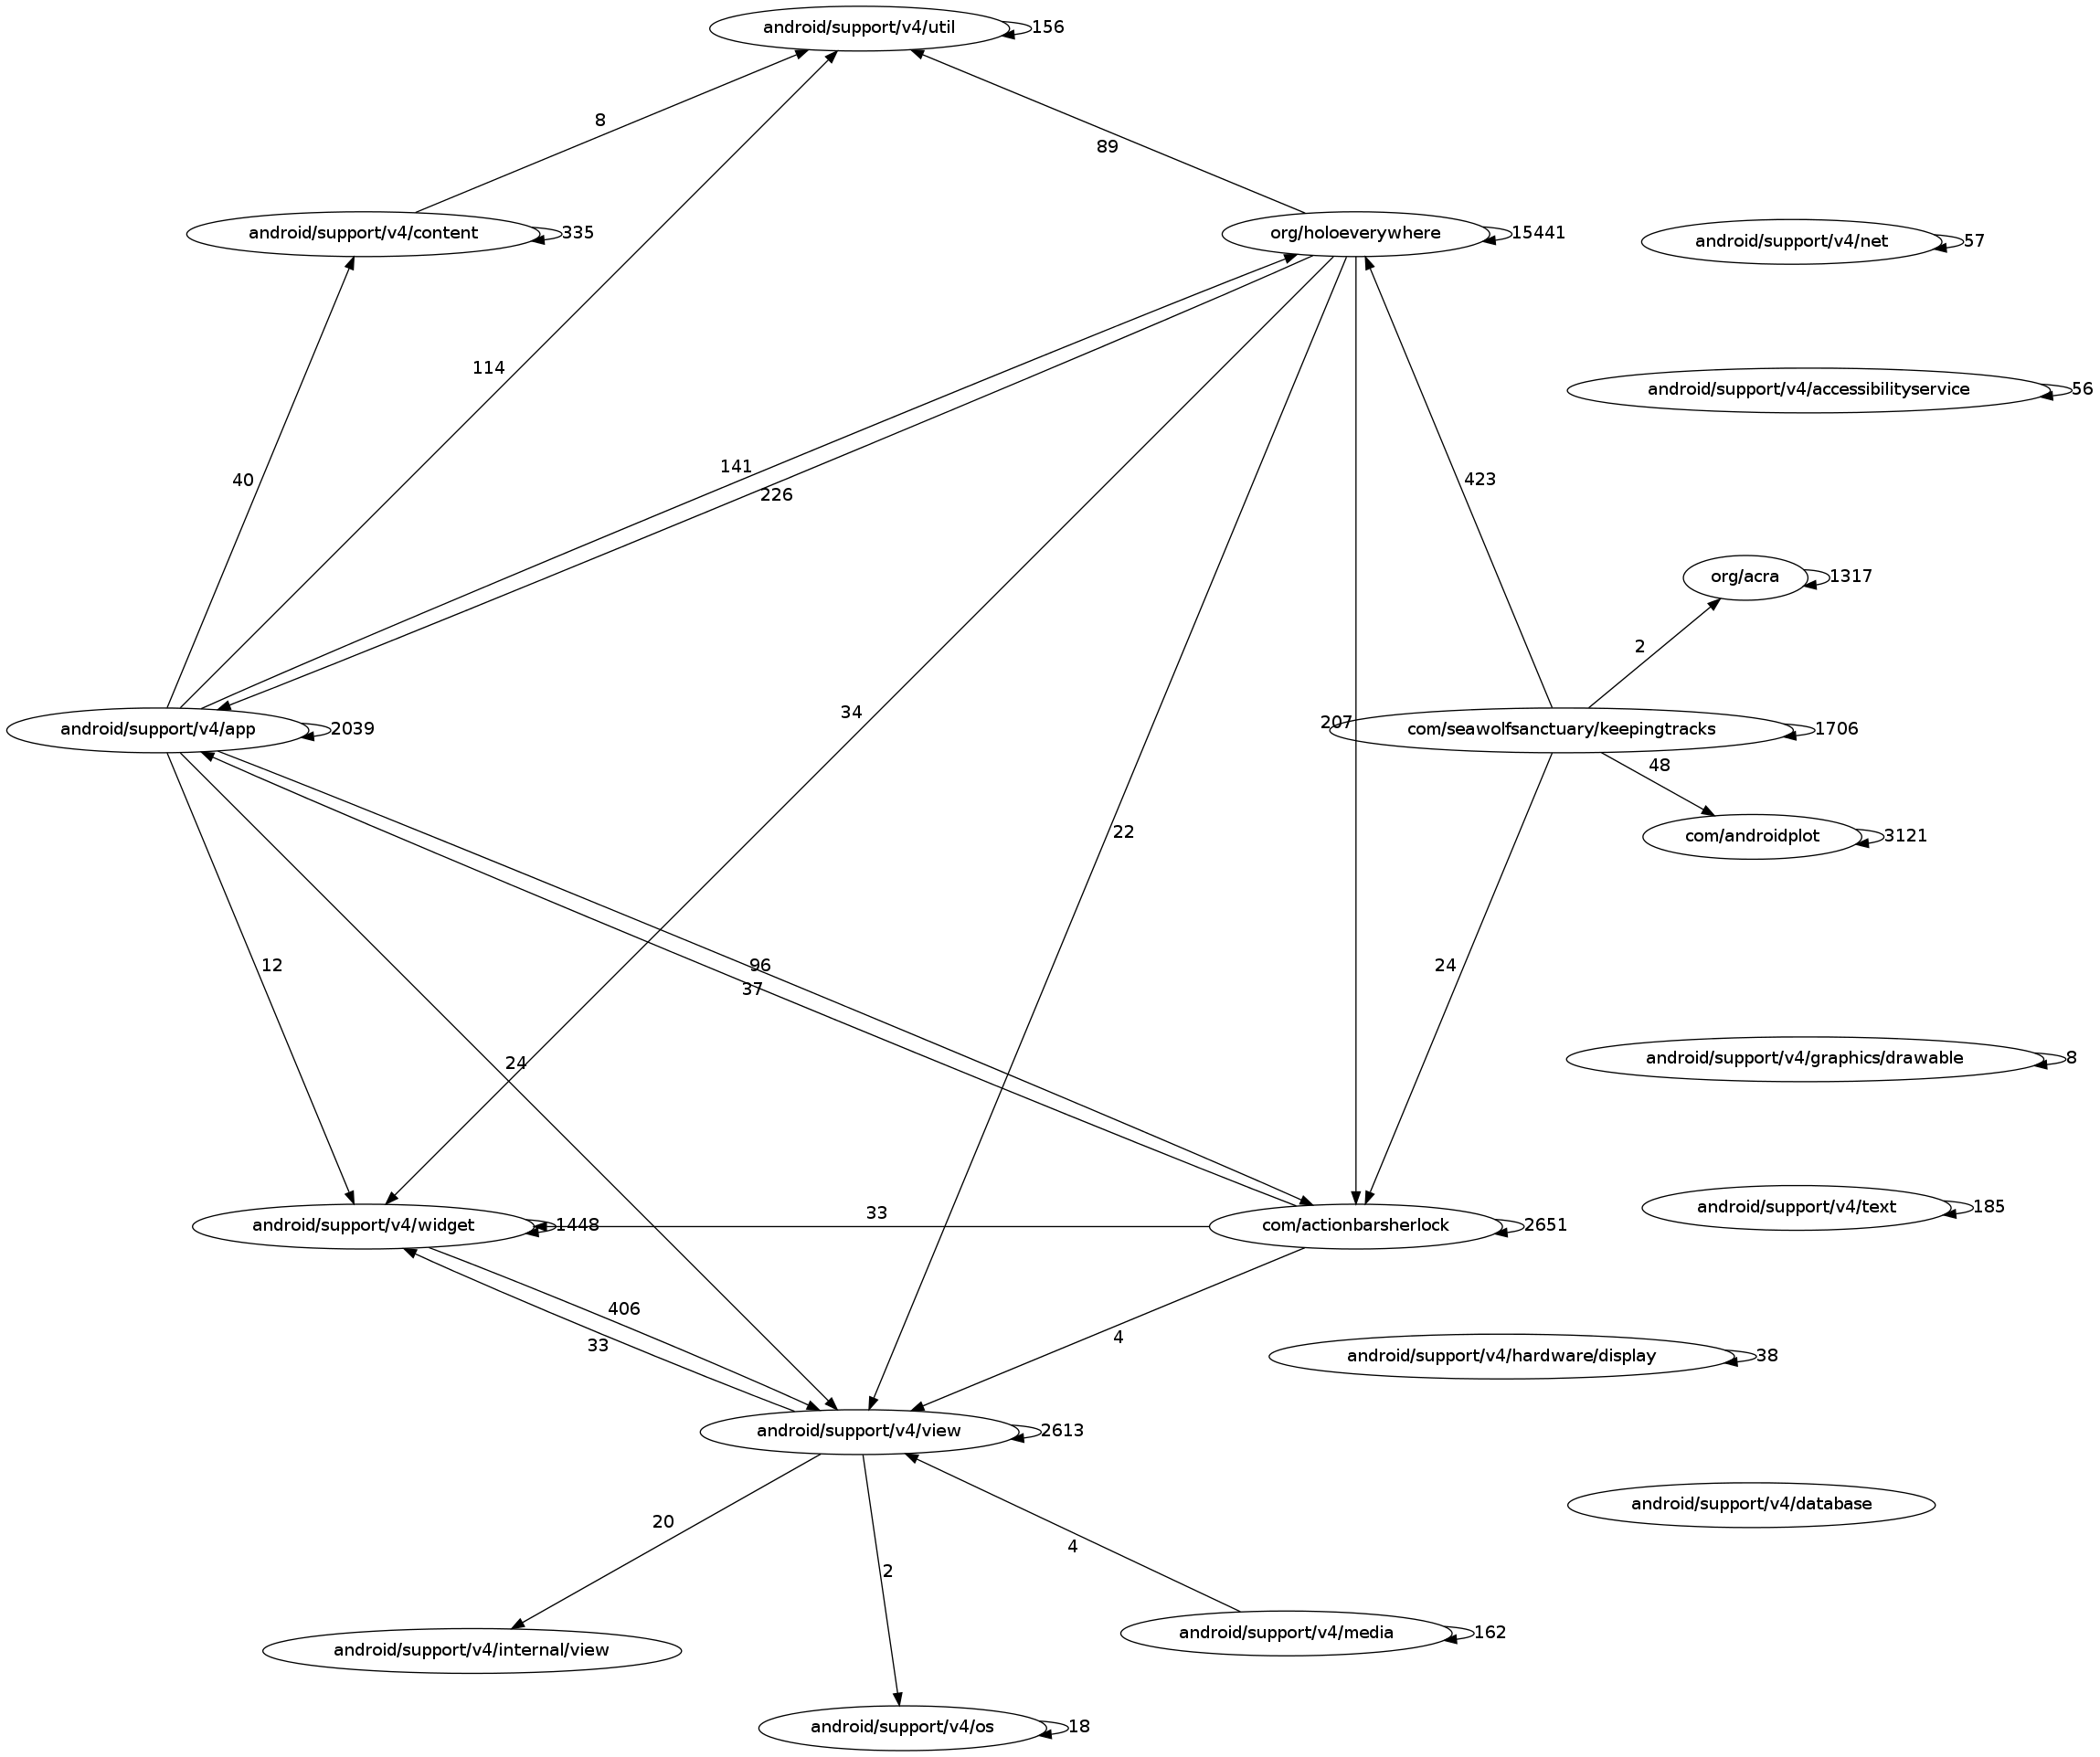 android/support/v4/util
156
8
89
android/support/v4/content
335
org/holoeverywhere
15441
android/support/v4/net
57
114
android/support/v4/accessibilityservice
56
40
141
226
423
org/acra
1317
2
34
207
android/support/v4/app
2039
com/seawolfsanctuary/keepingtracks
1706
48
22
com/androidplot
3121
12
96
37
24
24
android/support/v4/graphics/drawable
8
android/support/v4/widget
1448
33
com/actionbarsherlock
2651
android/support/v4/text
185
406
33
4
android/support/v4/hardware/display
38
android/support/v4/view
2613
android/support/v4/database
20
2
4
android/support/v4/internal/view
android/support/v4/media
162
android/support/v4/os
18